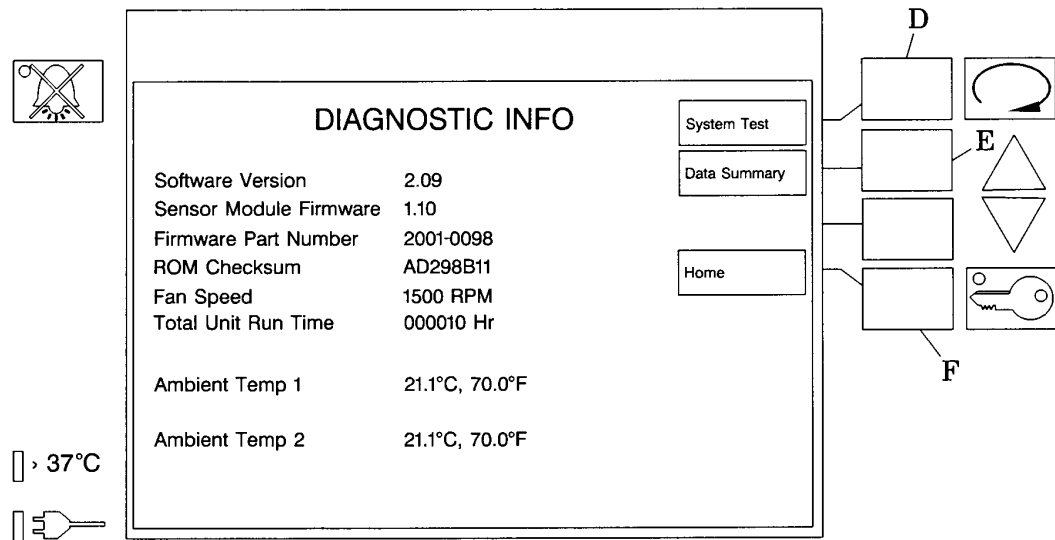 D
DIAGNOSTIC INFO
System Test
E
Data Summary
Software Version 2.09
Sensor Module Firmware 1.10
Firmware Part Number 2001-0098
ROM Checksum AD298B11
Home
Fan Speed 1500 RPM
Total Unit Run Time 000010 Hr
F
Ambient Temp 1 21.1°C, 70.0°F
Ambient Temp 2 21.1°C, 70.0°F
> 37°C